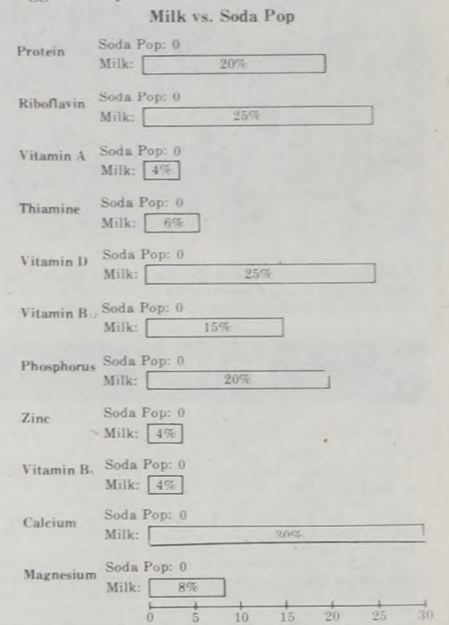 Milk vs. Soda Pop
Protein
Soda Pop: 0
Milk: 20%
Riboflavin
Soda Pop: 0
Milk: 25%
Vitamin A
Soda Pop: 0
Milk: 4%
Thiamine
Soda Pop: 0
Milk: 6%
Vitamin D
Soda Pop: 0
Milk: 25%
Vitamin B
Soda Pop: 0
Milk: 15%
Phosphorus
Soda Pop: 0
Milk: 20%
Zinc
Soda Pop: 0
Milk: 4%
Vitamin B
Soda Pop: 0
Milk: 4%
Calcium
Soda Pop: 0
Milk: 30%
Magnesium
Soda Pop: 0
Milk: 8%
0 5 10 15 20 25 30